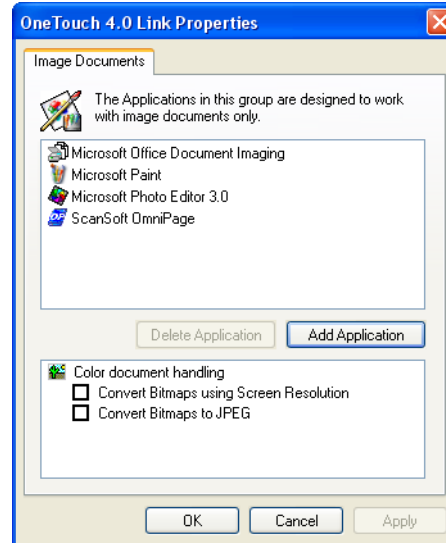 OneTouch 4.0 Link Properties
Image Documents
The Applications in this group are designed to work
with image documents only.
Microsoft Office Document Imaging
Microsoft Paint
Microsoft Photo Editor 3.0
OP ScanSoft OmniPage
Delete Application
Add Application
Color document handling
Convert Bitmaps using Screen Resolution
Convert Bitmaps to JPEG
OK
Cancel
Apply